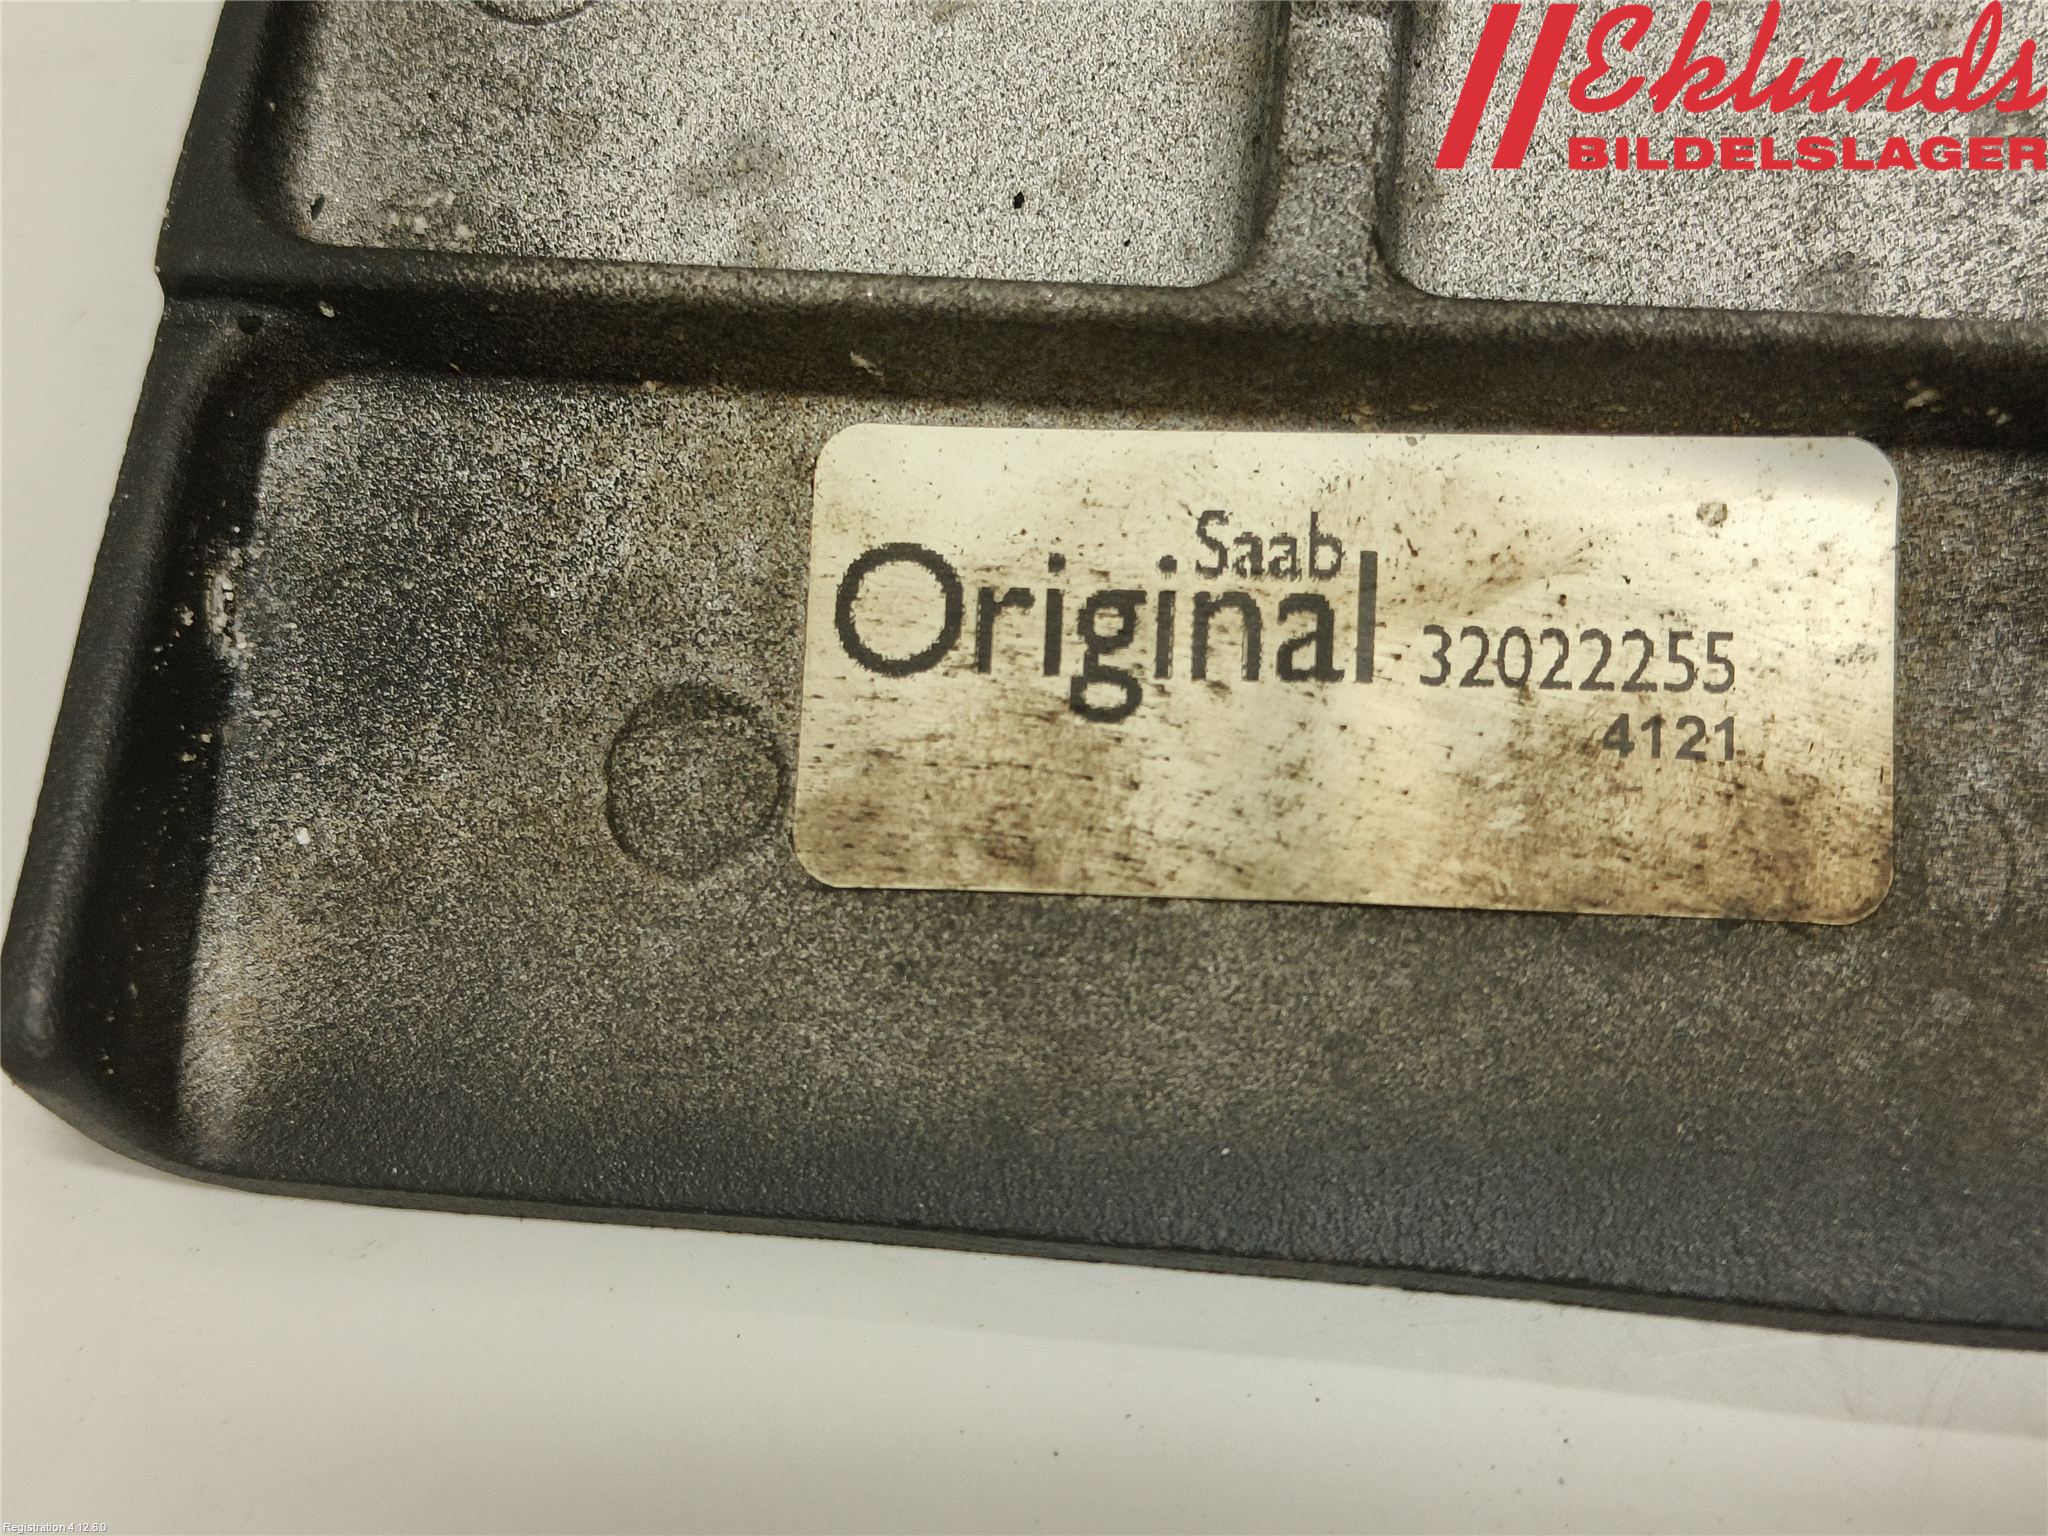 Eklunds
BILDELSLAGER
Saab
Original 32022255
4121
Registration 4.12.6.0